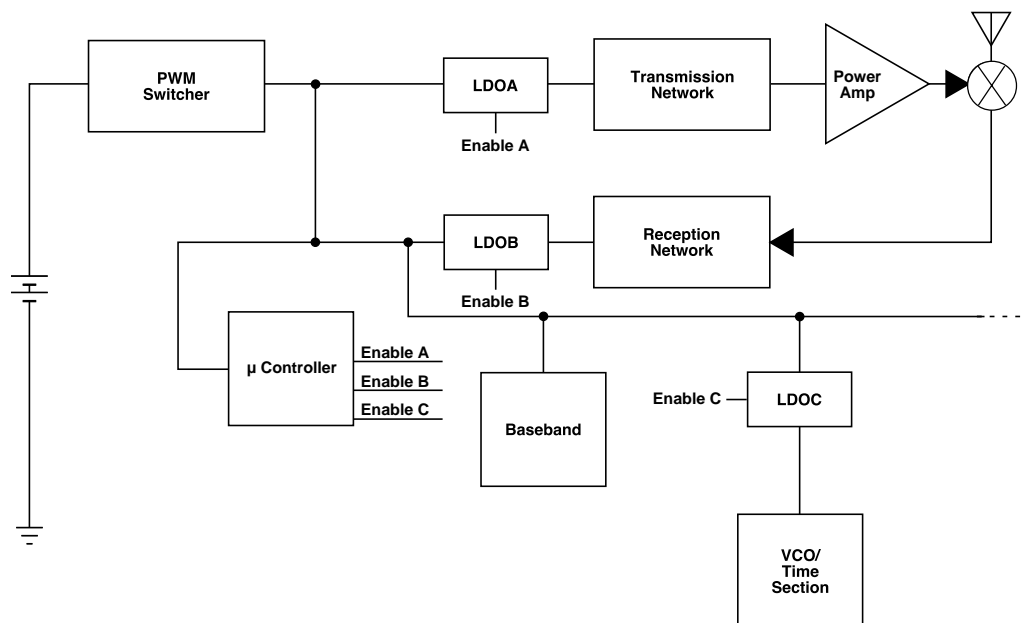 PWM
Switcher
LDOA
Transmission
Network
Power
Amp
Enable A
LDOB
Reception
Network
Enable B
µ Controller
Enable A
Enable B
Enable C
Baseband
Enable C
LDOC
VCO/
Time
Section